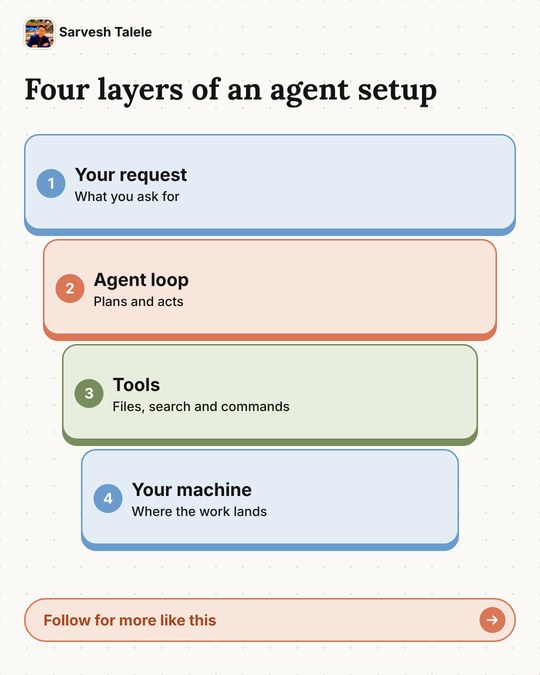 Sarvesh Talele
Four layers of an agent setup
1
Your request
What you ask for
2
Agent loop
Plans and acts
3
Tools
Files, search and commands
4
Your machine
Where the work lands
Follow for more like this